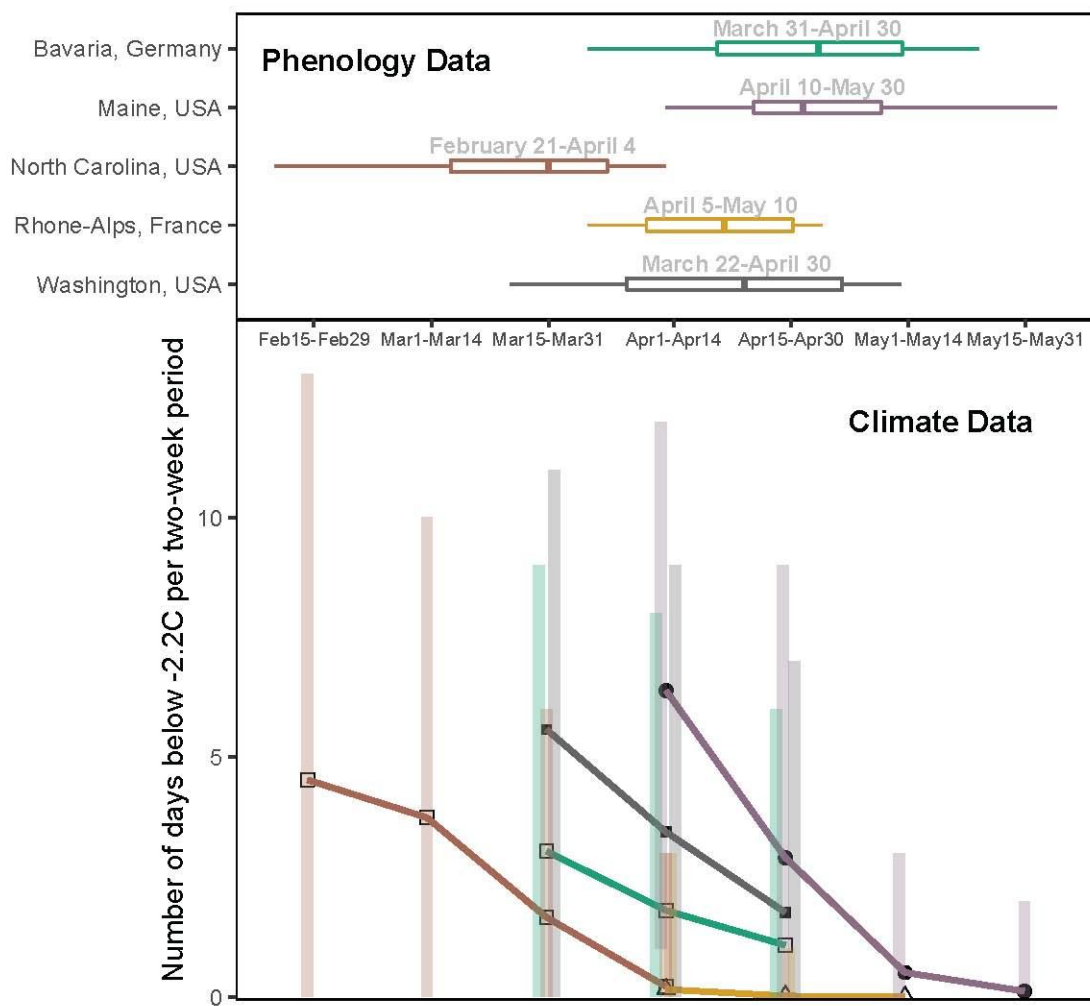 Bavaria, Germany
March 31-April 30
Phenology Data
Maine, USA
April 10-May 30
North Carolina, USA
February 21-April 4
Rhone-Alps, France
April 5-May 10
Washington, USA
March 22-April 30
Feb15-Feb29 Mar1-Mar14 Mar15-Mar31 Apr1-Apr14 Apr15-Apr30 May1-May14 May15-May31
Climate Data
Number of days below -2.2C per two-week period
10
5
0